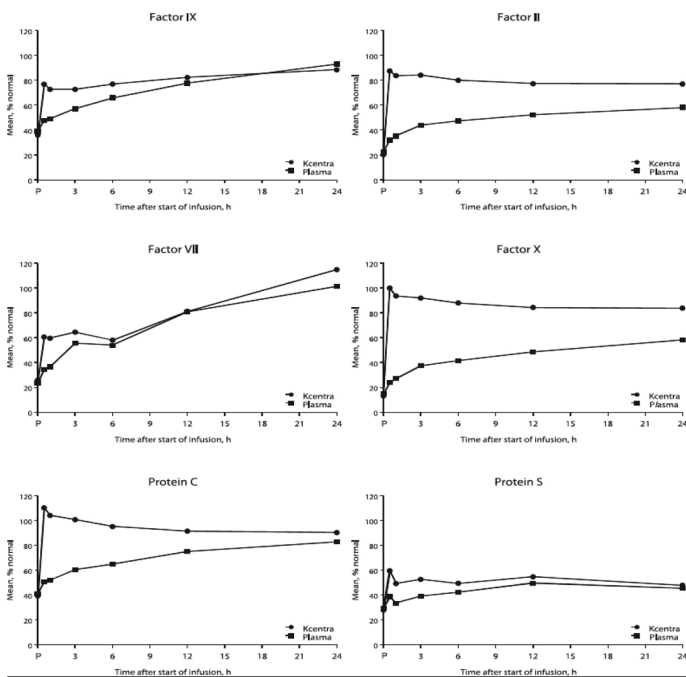 Factor IX
Mean, % normal
120
100
80
60
40
20
0
P 3 6 9 12 15 18 21 24
Time after start of infusion, h
Kcentra
Plasma
Factor II
Mean, % normal
120
100
80
60
40
20
0
P 3 6 9 12 15 18 21 24
Time after start of infusion, h
Kcentra
Plasma
Factor VII
Mean, % normal
120
100
80
60
40
20
0
P 3 6 9 12 15 18 21 24
Time after start of infusion, h
Kcentra
Plasma
Factor X
Mean, % normal
120
100
80
60
40
20
0
P 3 6 9 12 15 18 21 24
Time after start of infusion, h
Kcentra
Plasma
Protein C
Mean, % normal
120
100
80
60
40
20
0
P 3 6 9 12 15 18 21 24
Time after start of infusion, h
Kcentra
Plasma
Protein S
Mean, % normal
120
100
80
60
40
20
0
P 3 6 9 12 15 18 21 24
Time after start of infusion, h
Kcentra
Plasma